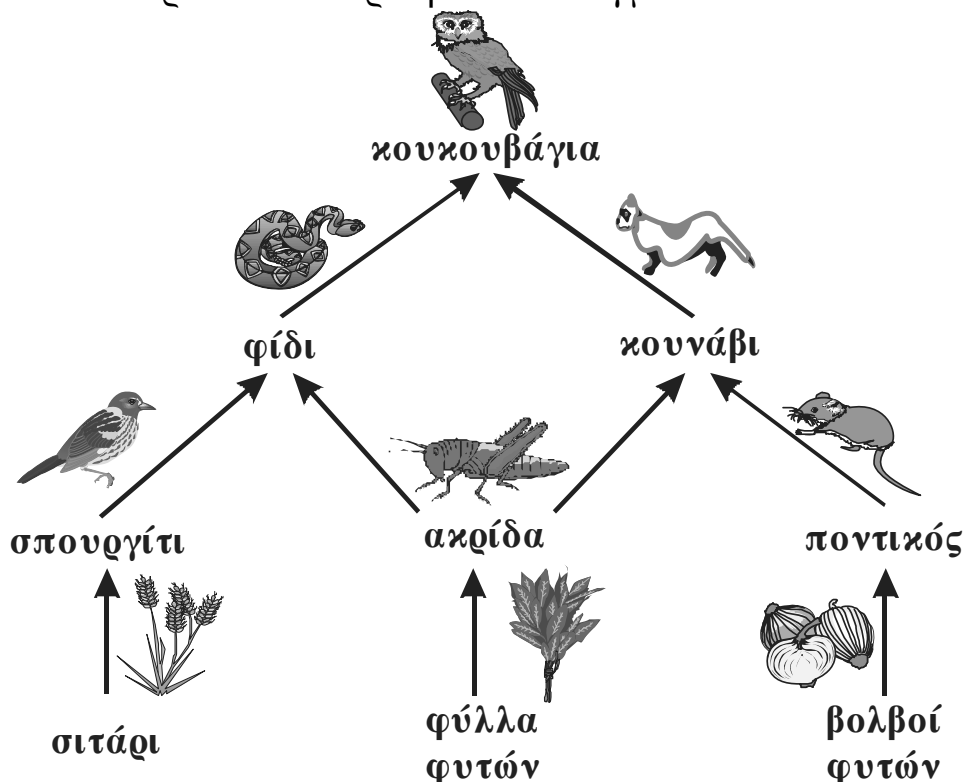 κουκουβάγια
φίδι
κουνάβι
σπουργίτι
ακρίδα
ποντικός
σιτάρι
φύλλα
φυτών
βολβοί
φυτών